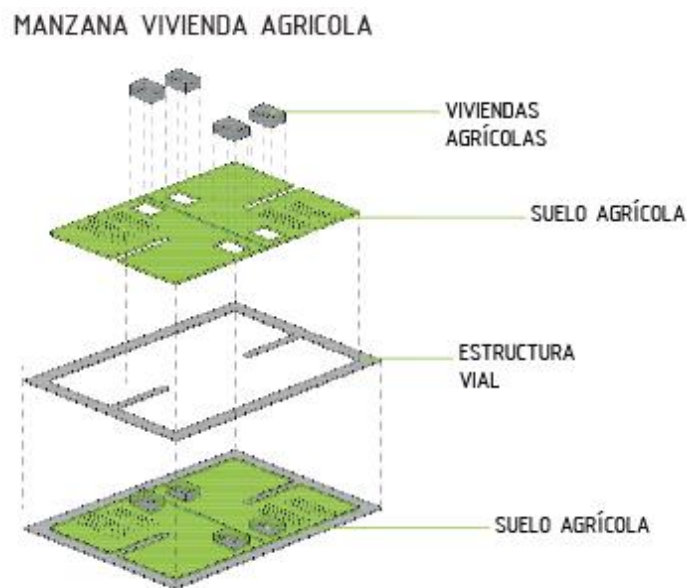 MANZANA VIVIENDA AGRICOLA
VIVIENDAS
AGRÍCOLAS
SUELO AGRÍCOLA
ESTRUCTURA
VIAL
SUELO AGRÍCOLA